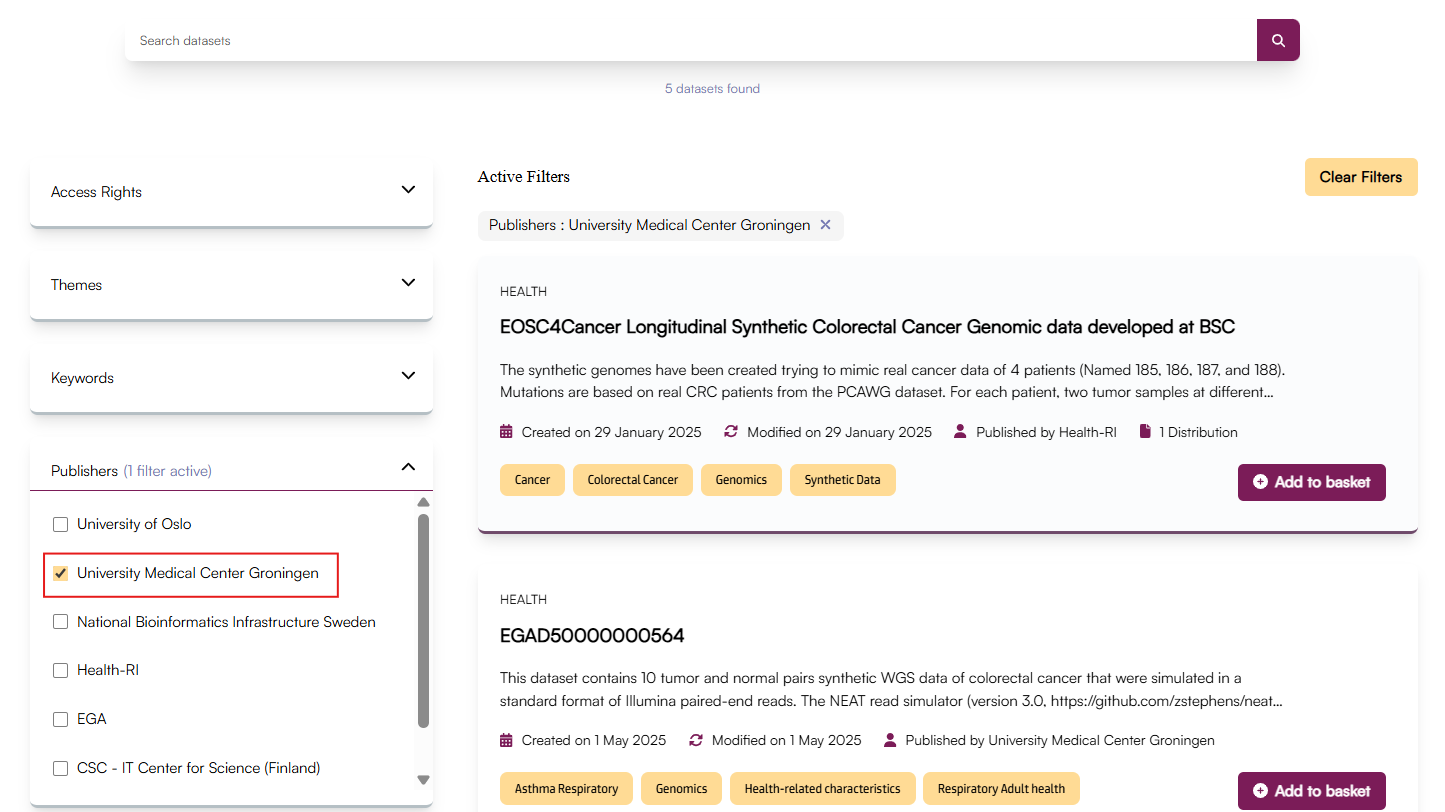 Search datasets
5 datasets found
Access Rights
Themes
Keywords
Publishers (1 filter active)
University of Oslo
University Medical Center Groningen
National Bioinformatics Infrastructure Sweden
Health-RI
EGA
CSC - IT Center for Science (Finland)
Active Filters
Clear Filters
Publishers : University Medical Center Groningen
HEALTH
EOSC4Cancer Longitudinal Synthetic Colorectal Cancer Genomic data developed at BSC
The synthetic genomes have been created trying to mimic real cancer data of 4 patients (Named 185, 186, 187, and 188).
Mutations are based on real CRC patients from the PCAWG dataset. For each patient, two tumor samples at different...
Created on 29 January 2025 Modified on 29 January 2025 Published by Health-RI 1 Distribution
Cancer Colorectal Cancer Genomics Synthetic Data Add to basket
HEALTH
EGAD50000000564
This dataset contains 10 tumor and normal pairs synthetic WGS data of colorectal cancer that were simulated in a
standard format of Illumina paired-end reads. The NEAT read simulator (version 3.0, https://github.com/zstephens/neat...
Created on 1 May 2025 Modified on 1 May 2025 Published by University Medical Center Groningen
Asthma Respiratory Genomics Health-related characteristics Respiratory Adult health Add to basket